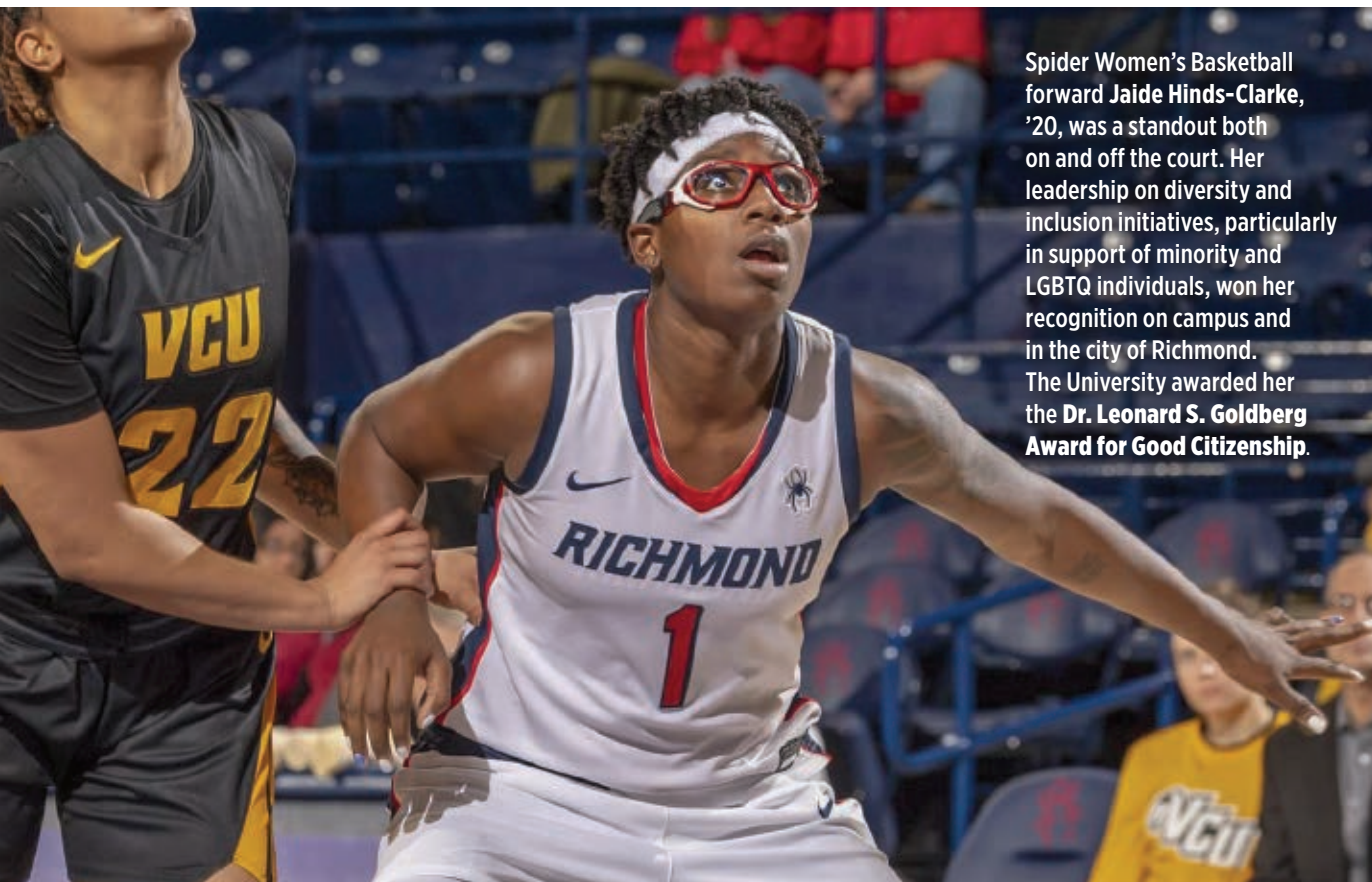 Spider Women's Basketball
forward Jaide Hinds-Clarke,
'20, was a standout both
on and off the court. Her
leadership on diversity and
inclusion initiatives, particularly
in support of minority and
LGBTQ individuals, won her
recognition on campus and
in the city of Richmond.
The University awarded her
the Dr. Leonard S. Goldberg
Award for Good Citizenship.
VCU
22
RICHMOND
1
VCU